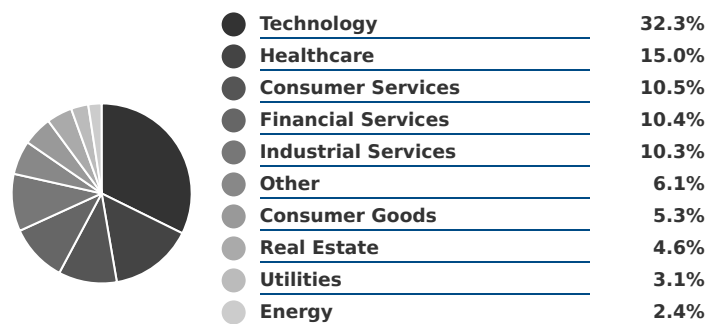 Technology 32.3%
Healthcare 15.0%
Consumer Services 10.5%
Financial Services 10.4%
Industrial Services 10.3%
Other 6.1%
Consumer Goods 5.3%
Real Estate 4.6%
Utilities 3.1%
Energy 2.4%